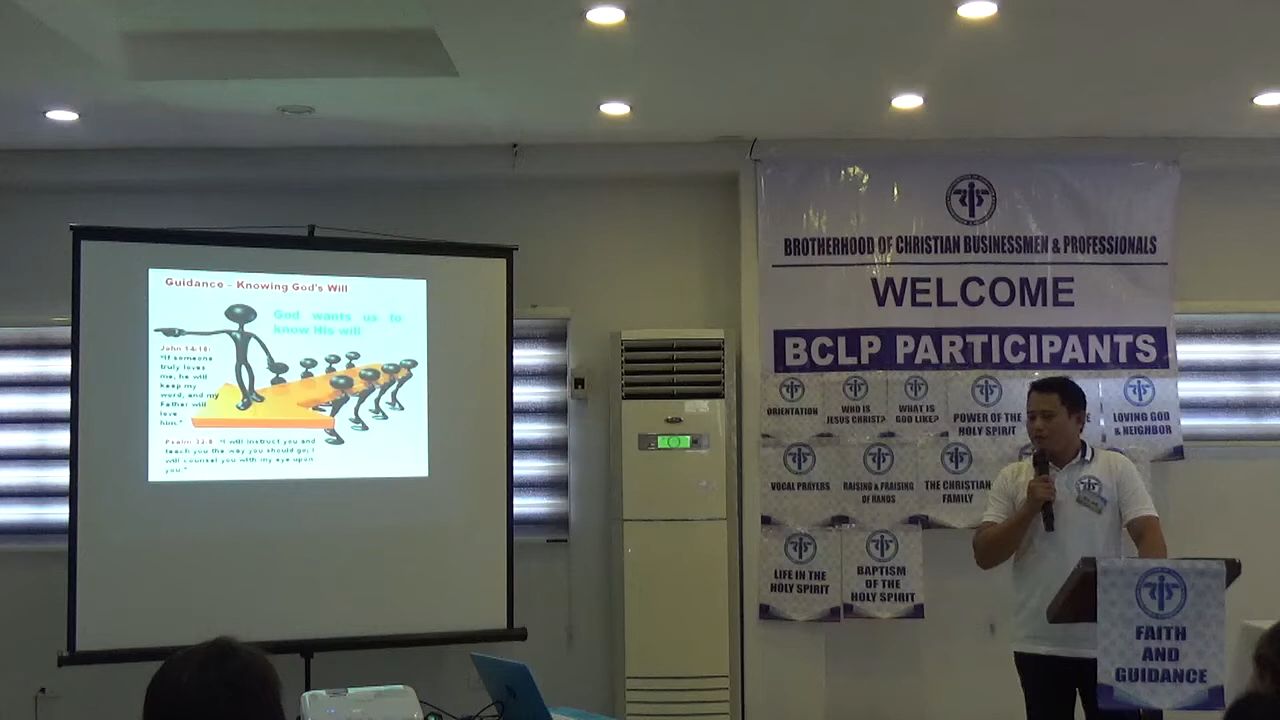 Guidance – Knowing God's Will
God wants us to
know His will:
"If someone
truly loves
me, he will
keep my
word, and my
Father will
love
him."
Psalm 32:8: "I will instruct you and
teach you the way you should go; I
will counsel you with my eye upon
you."
BROTHERHOOD OF CHRISTIAN BUSINESSMEN & PROFESSIONALS
WELCOME
BCLP PARTICIPANTS
ORIENTATION
WHO IS
JESUS CHRIST?
WHAT IS
GOD LIKE?
POWER OF THE
HOLY SPIRIT
LOVING GOD
& NEIGHBOR
VOCAL PRAYERS
RAISING & PRAISING
OF HANDS
THE CHRISTIAN
FAMILY
LIFE IN THE
HOLY SPIRIT
BAPTISM
OF THE
HOLY SPIRIT
FAITH
AND
GUIDANCE